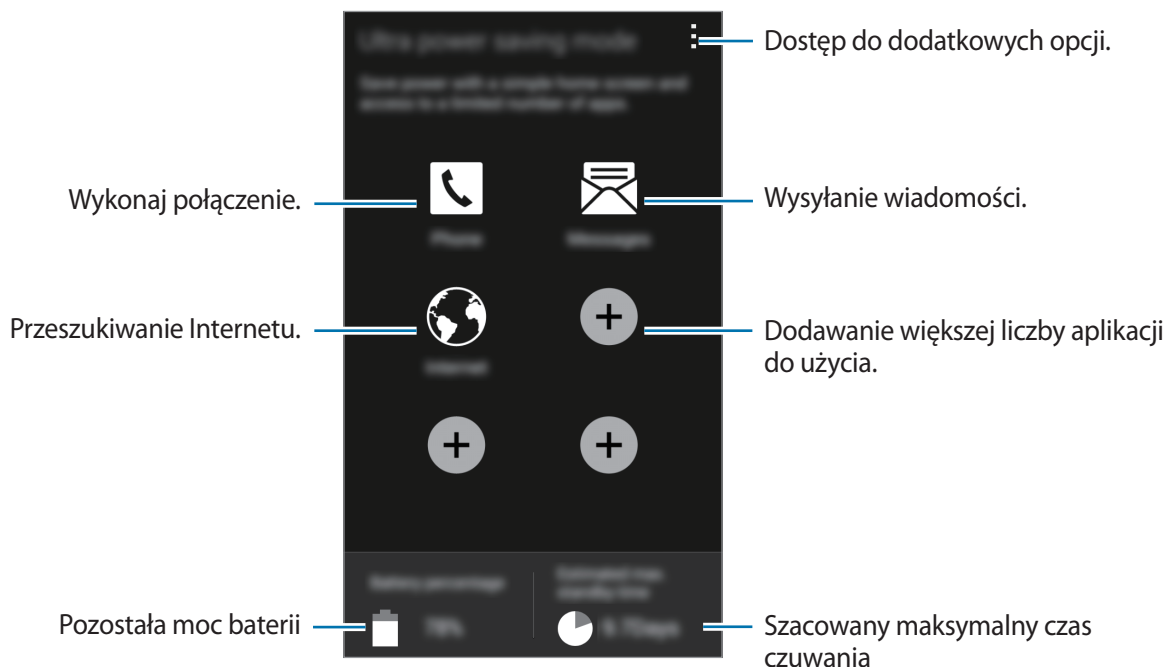 Ultra power saving mode
Dostęp do dodatkowych opcji.
Save power with a simple home screen and
access to a limited number of apps.
Wykonaj połączenie.
Wysyłanie wiadomości.
Phone
Messages
Przeszukiwanie Internetu.
Dodawanie większej liczby aplikacji
do użycia.
Internet
Battery percentage
Estimated max
standby time
Pozostała moc baterii
78%
Szacowany maksymalny czas
czuwania